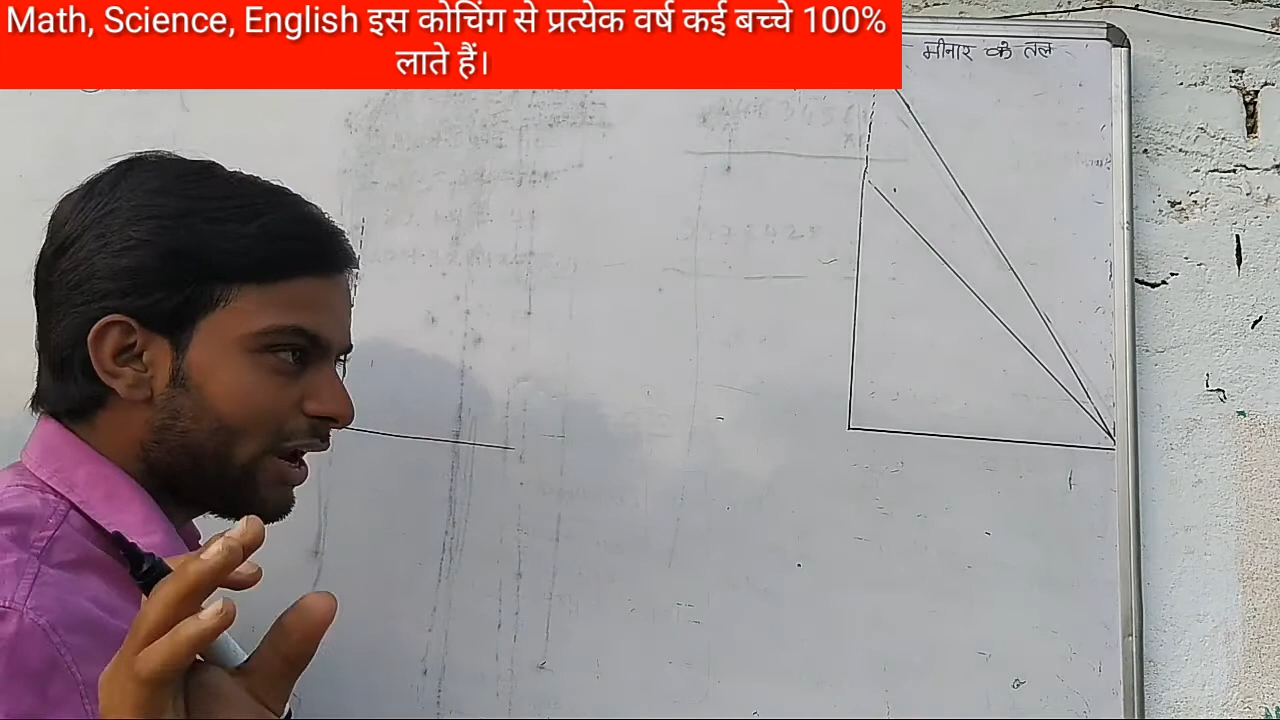 Math, Science, English इस कोचिंग से प्रत्येक वर्ष कई बच्चे 100%
लाते हैं।
मीनार के तल